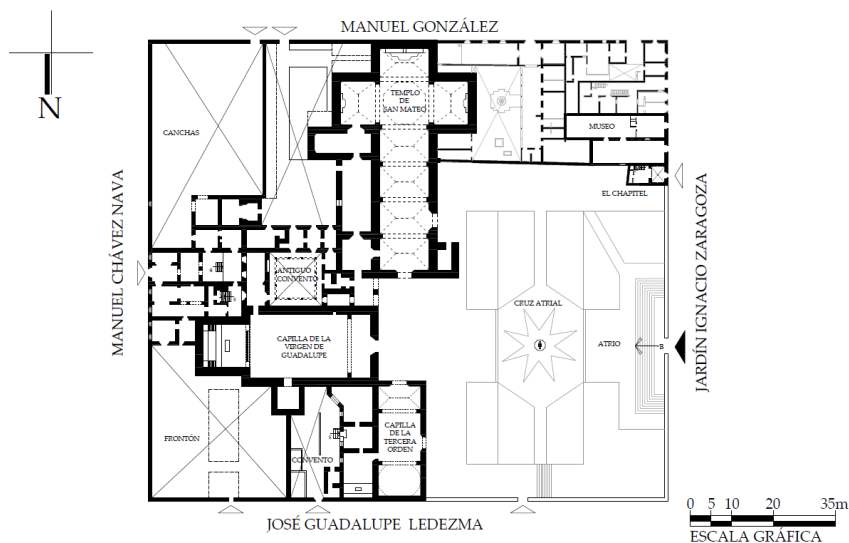 MANUEL GONZÁLEZ
N
TEMPLO
DE
SAN MATEO
MUSEO
CANCHAS
EL CHAPITEL
MANUEL CHÁVEZ NAVA
JARDÍN IGNACIO ZARAGOZA
ANTIGUO
CONVENTO
CRUZ ATRIAL
ATRIO
B
CAPILLA DE LA
VIRGEN DE
GUADALUPE
FRONTÓN
CONVENTO
CAPILLA
DE LA
TERCERA
ORDEN
JOSÉ GUADALUPE LEDEZMA
0 5 10 20 35m
ESCALA GRÁFICA